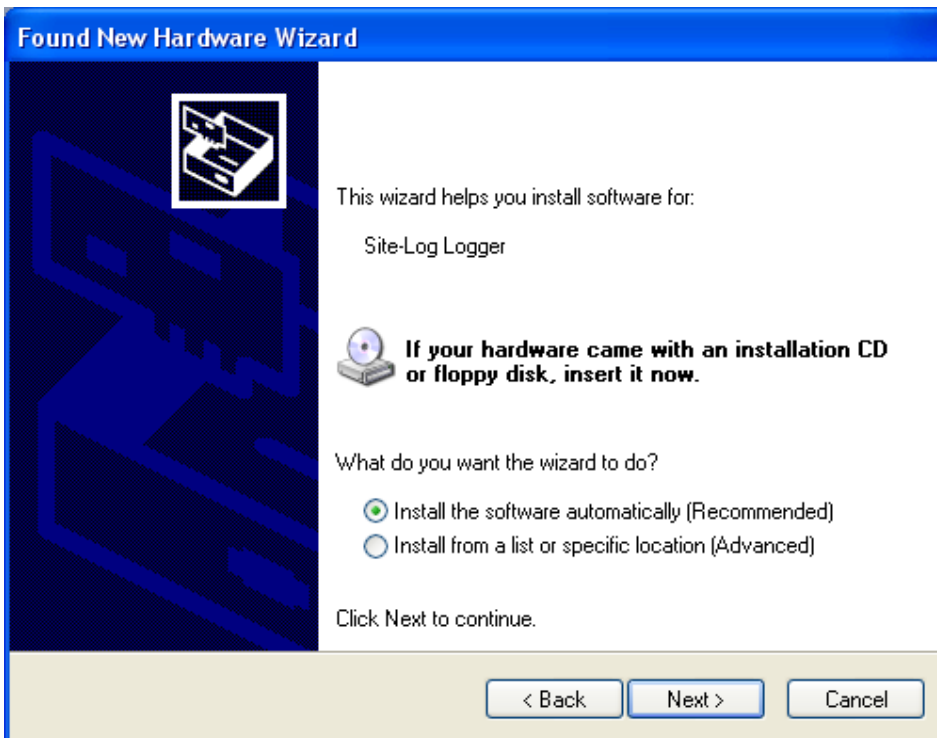 Found New Hardware Wizard
This wizard helps you install software for:
Site-Log Logger
If your hardware came with an installation CD
or floppy disk, insert it now.
What do you want the wizard to do?
Install the software automatically (Recommended)
Install from a list or specific location (Advanced)
Click Next to continue.
< Back Next > Cancel